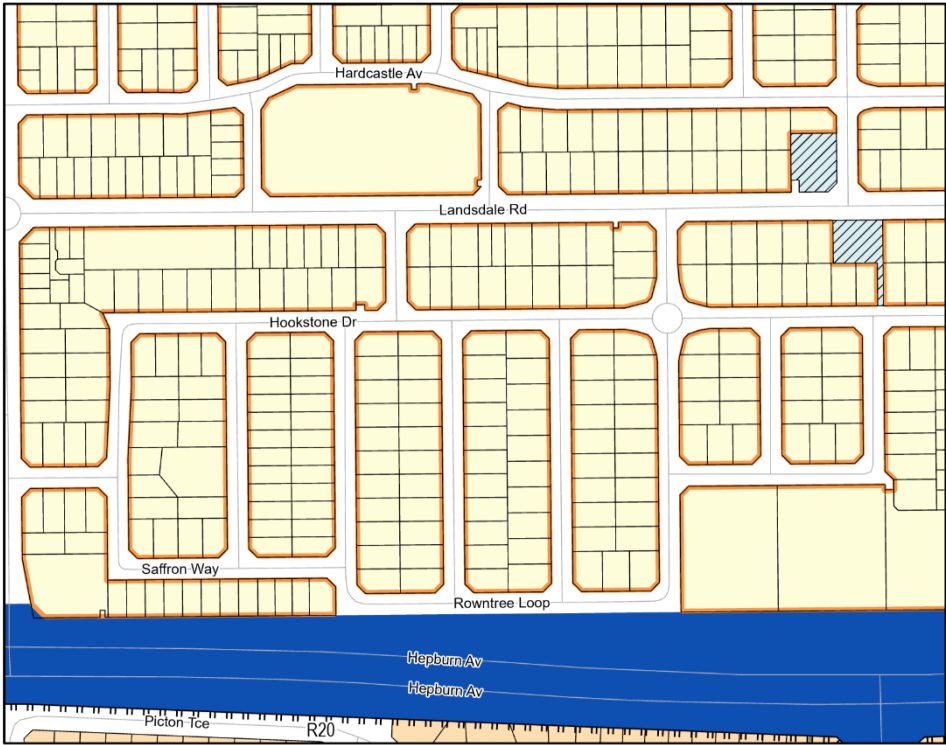 Hardcastle Av
Landsdale Rd
Hookstone Dr
Saffron Way
Rowntree Loop
Hepburn Av
Hepburn Av
Picton Tce
R20